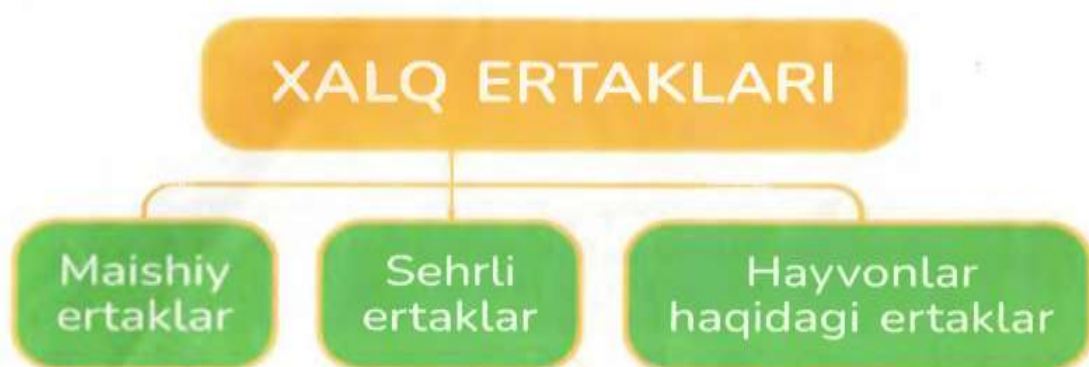 XALQ ERTAKLARI
Maishiy
ertaklar
Sehrli
ertaklar
Hayvonlar
haqidagi ertaklar